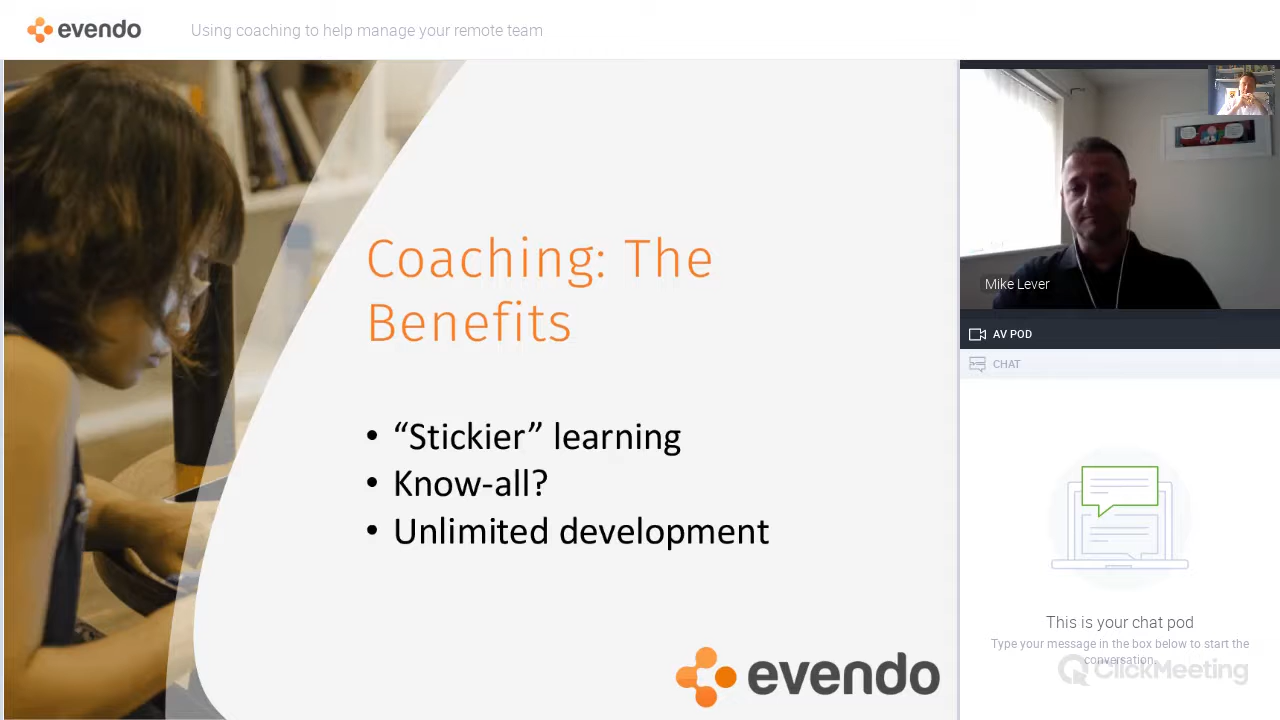 evendo
Using coaching to help manage your remote team
Coaching: The
Benefits
• “Stickier” learning
• Know-all?
• Unlimited development
evendo
Mike Lever
AV POD
CHAT
This is your chat pod
Type your message in the box below to start the
conversation.
ClickMeeting